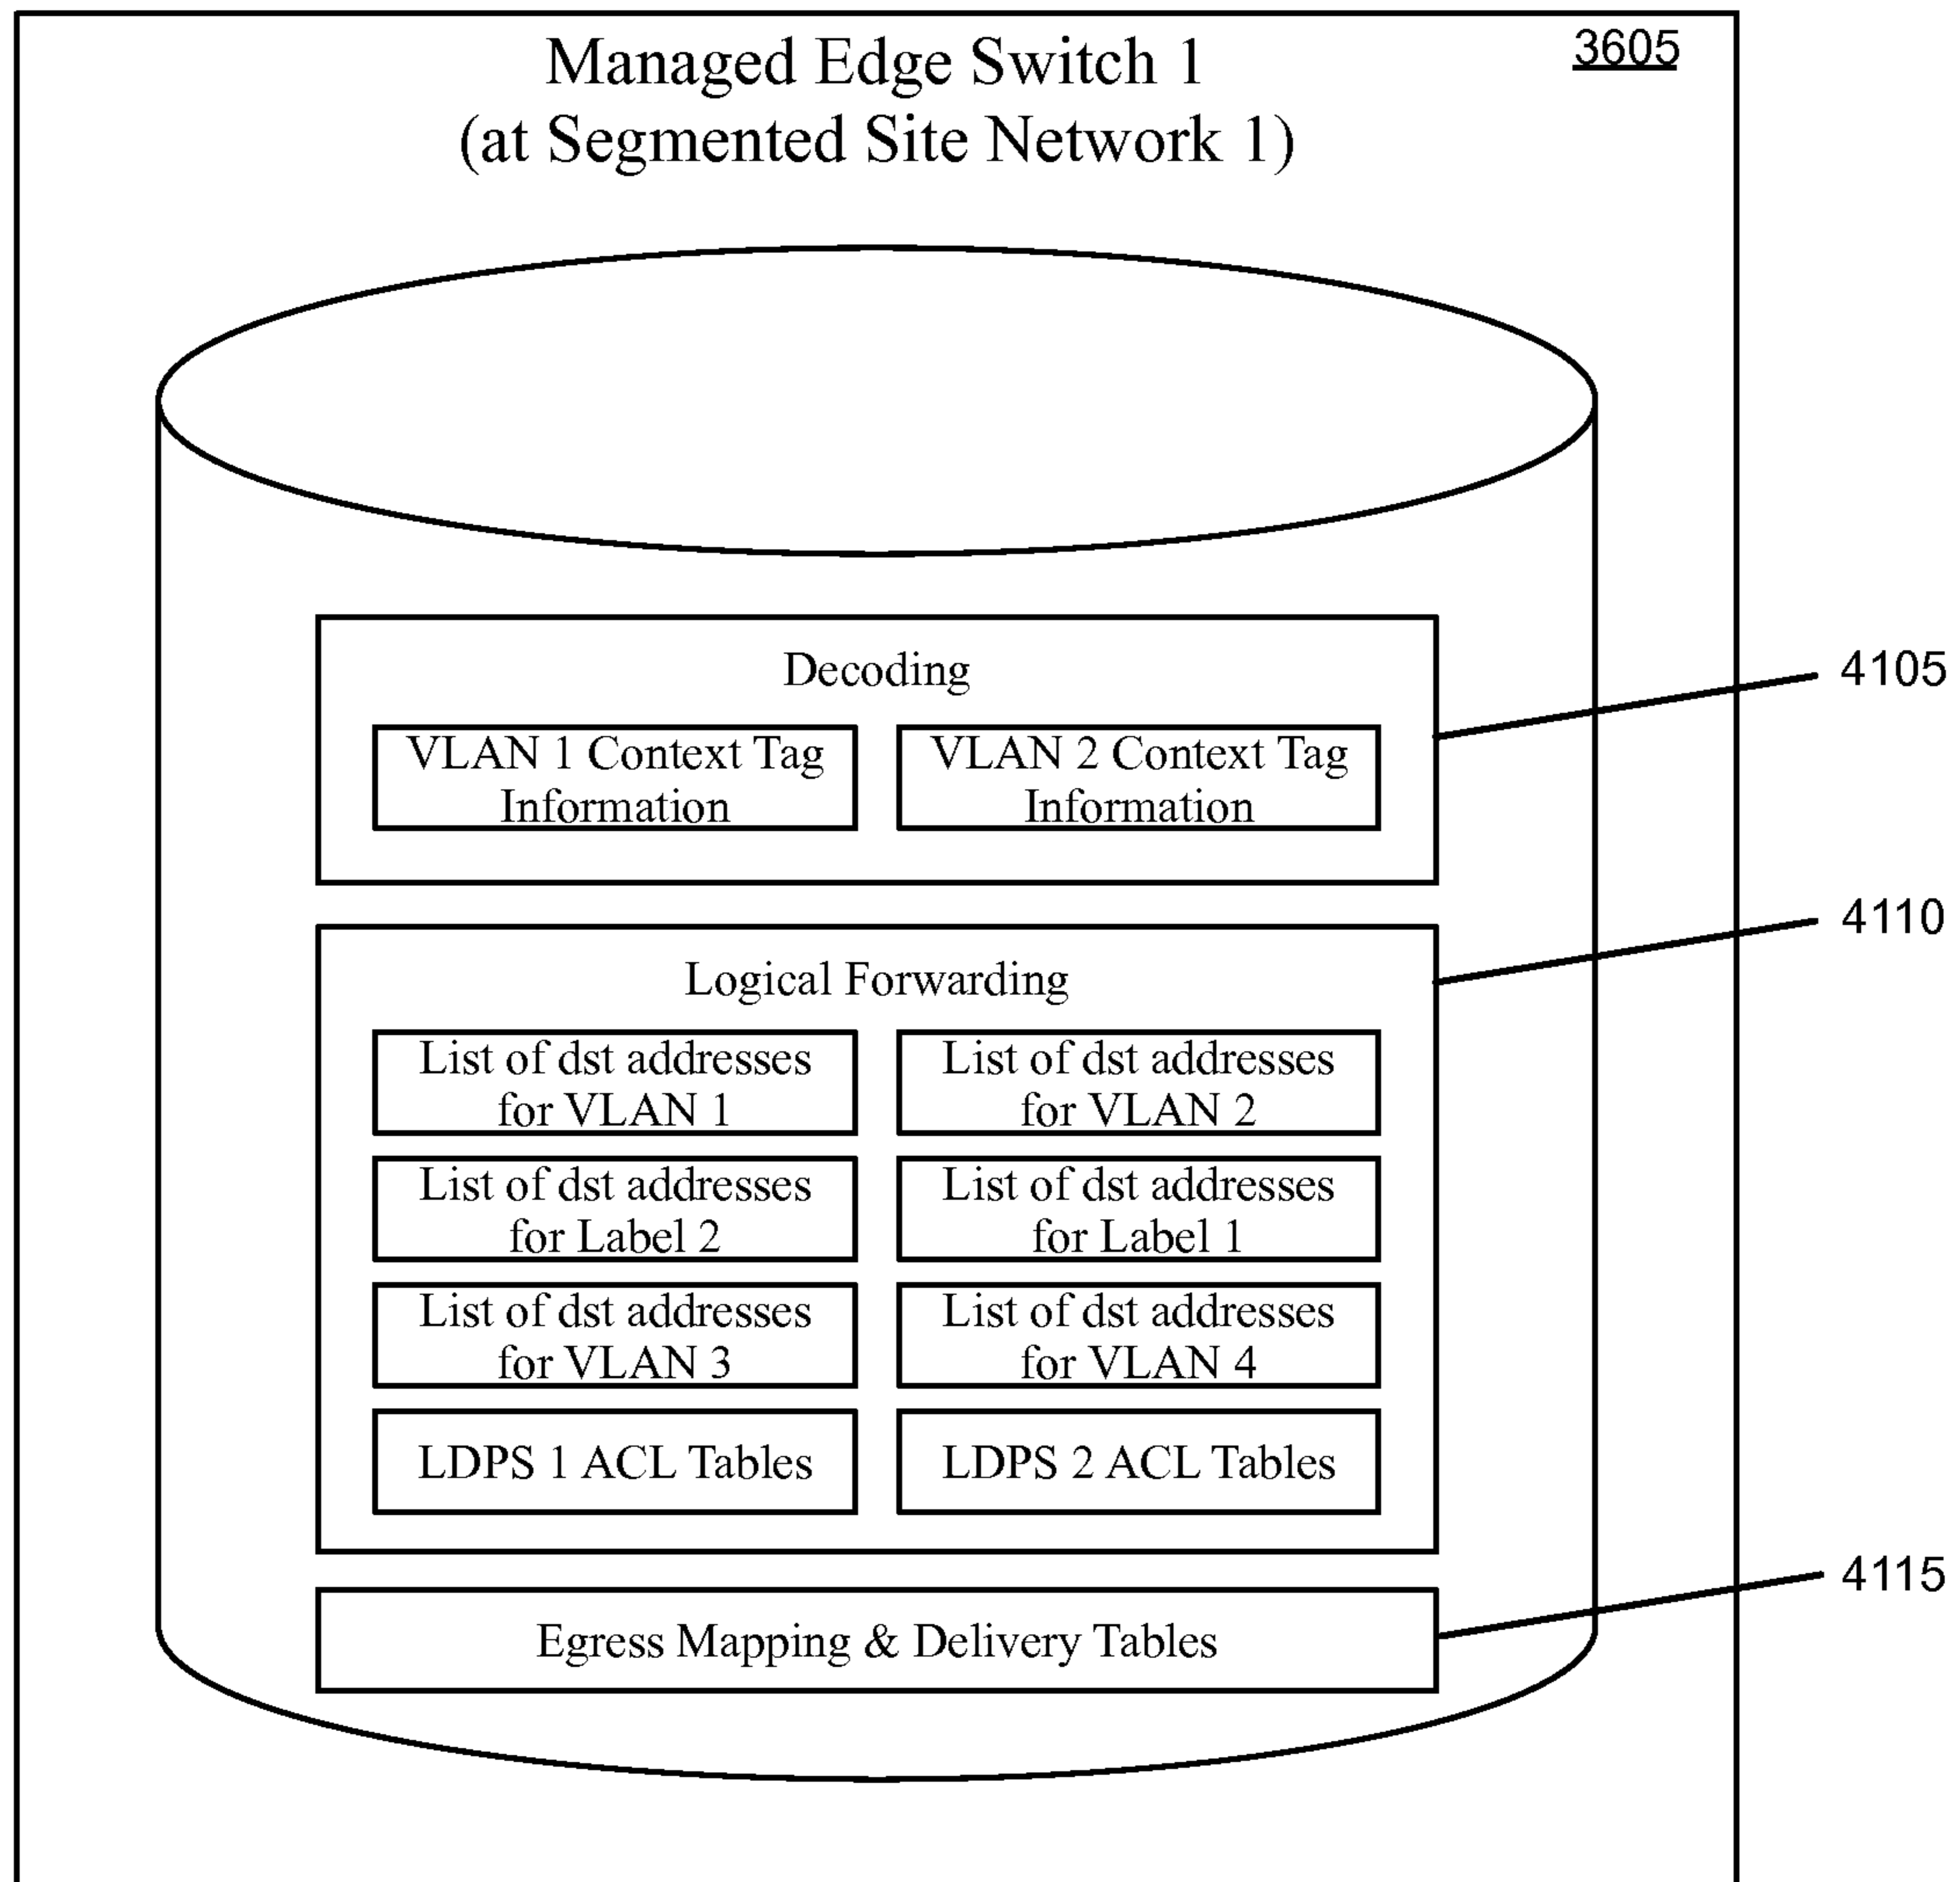 Managed Edge Switch 1
(at Segmented Site Network 1)
3605
Decoding
VLAN 1 Context Tag
Information
VLAN 2 Context Tag
Information
4105
Logical Forwarding
4110
List of dst addresses
for VLAN 1
List of dst addresses
for VLAN 2
List of dst addresses
for Label 2
List of dst addresses
for Label 1
List of dst addresses
for VLAN 3
List of dst addresses
for VLAN 4
LDPS 1 ACL Tables
LDPS 2 ACL Tables
Egress Mapping & Delivery Tables
4115